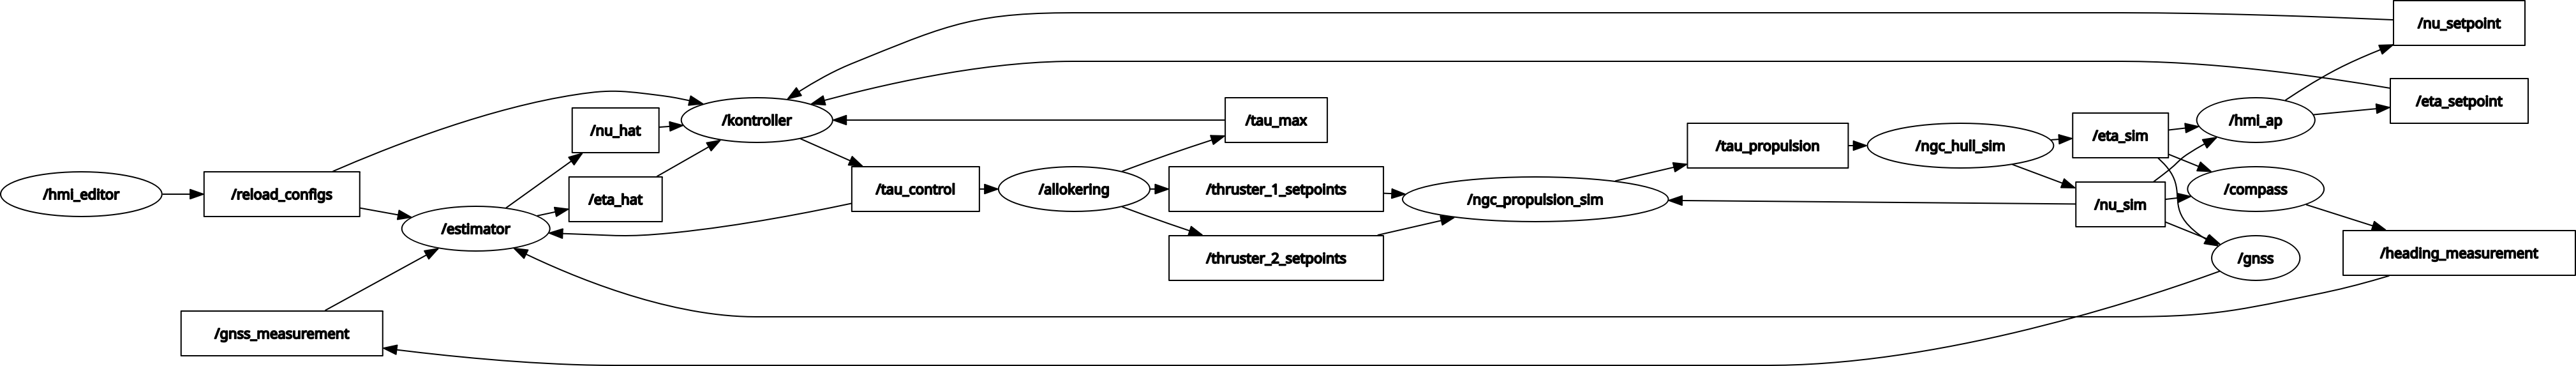 /nu_setpoint
/eta_setpoint
/nu_hat
/kontroller
/tau_max
/hmi_ap
/eta_sim
/tau_propulsion
/ngc_hull_sim
/hmi_editor
/reload_configs
/eta_hat
/tau_control
/allokering
/thruster_1_setpoints
/ngc_propulsion_sim
/compass
/nu_sim
/estimator
/thruster_2_setpoints
/gnss
/heading_measurement
/gnss_measurement